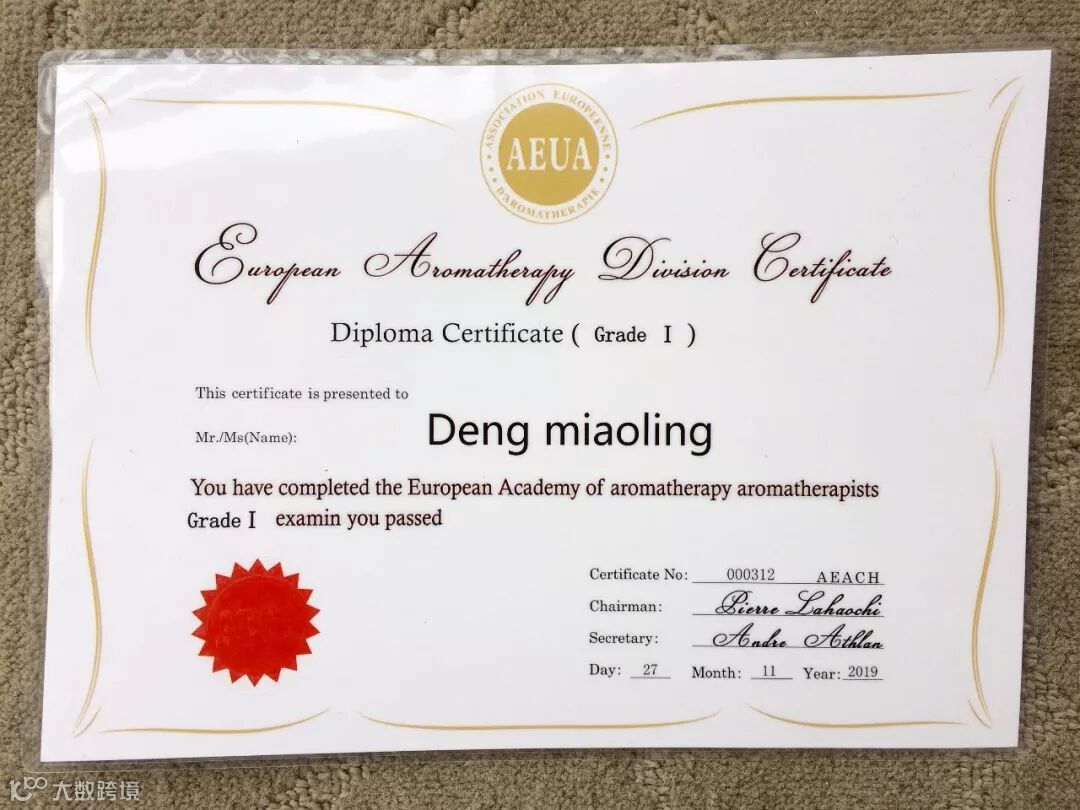 ASSOCIATION EUROPÉENNE
AEUA
D'AROMATHERAPIE
European Aromatherapy Division Certificate
Diploma Certificate ( Grade Ⅰ )
This certificate is presented to
Mr./Ms(Name): Deng miaoling
You have completed the European Academy of aromatherapy aromatherapists
Grade Ⅰ examin you passed
Certificate No: 000312 AEACH
Chairman: Pierre Lahaochi
Secretary: Andre Athlan
Day: 27 Month: 11 Year: 2019
大数跨境